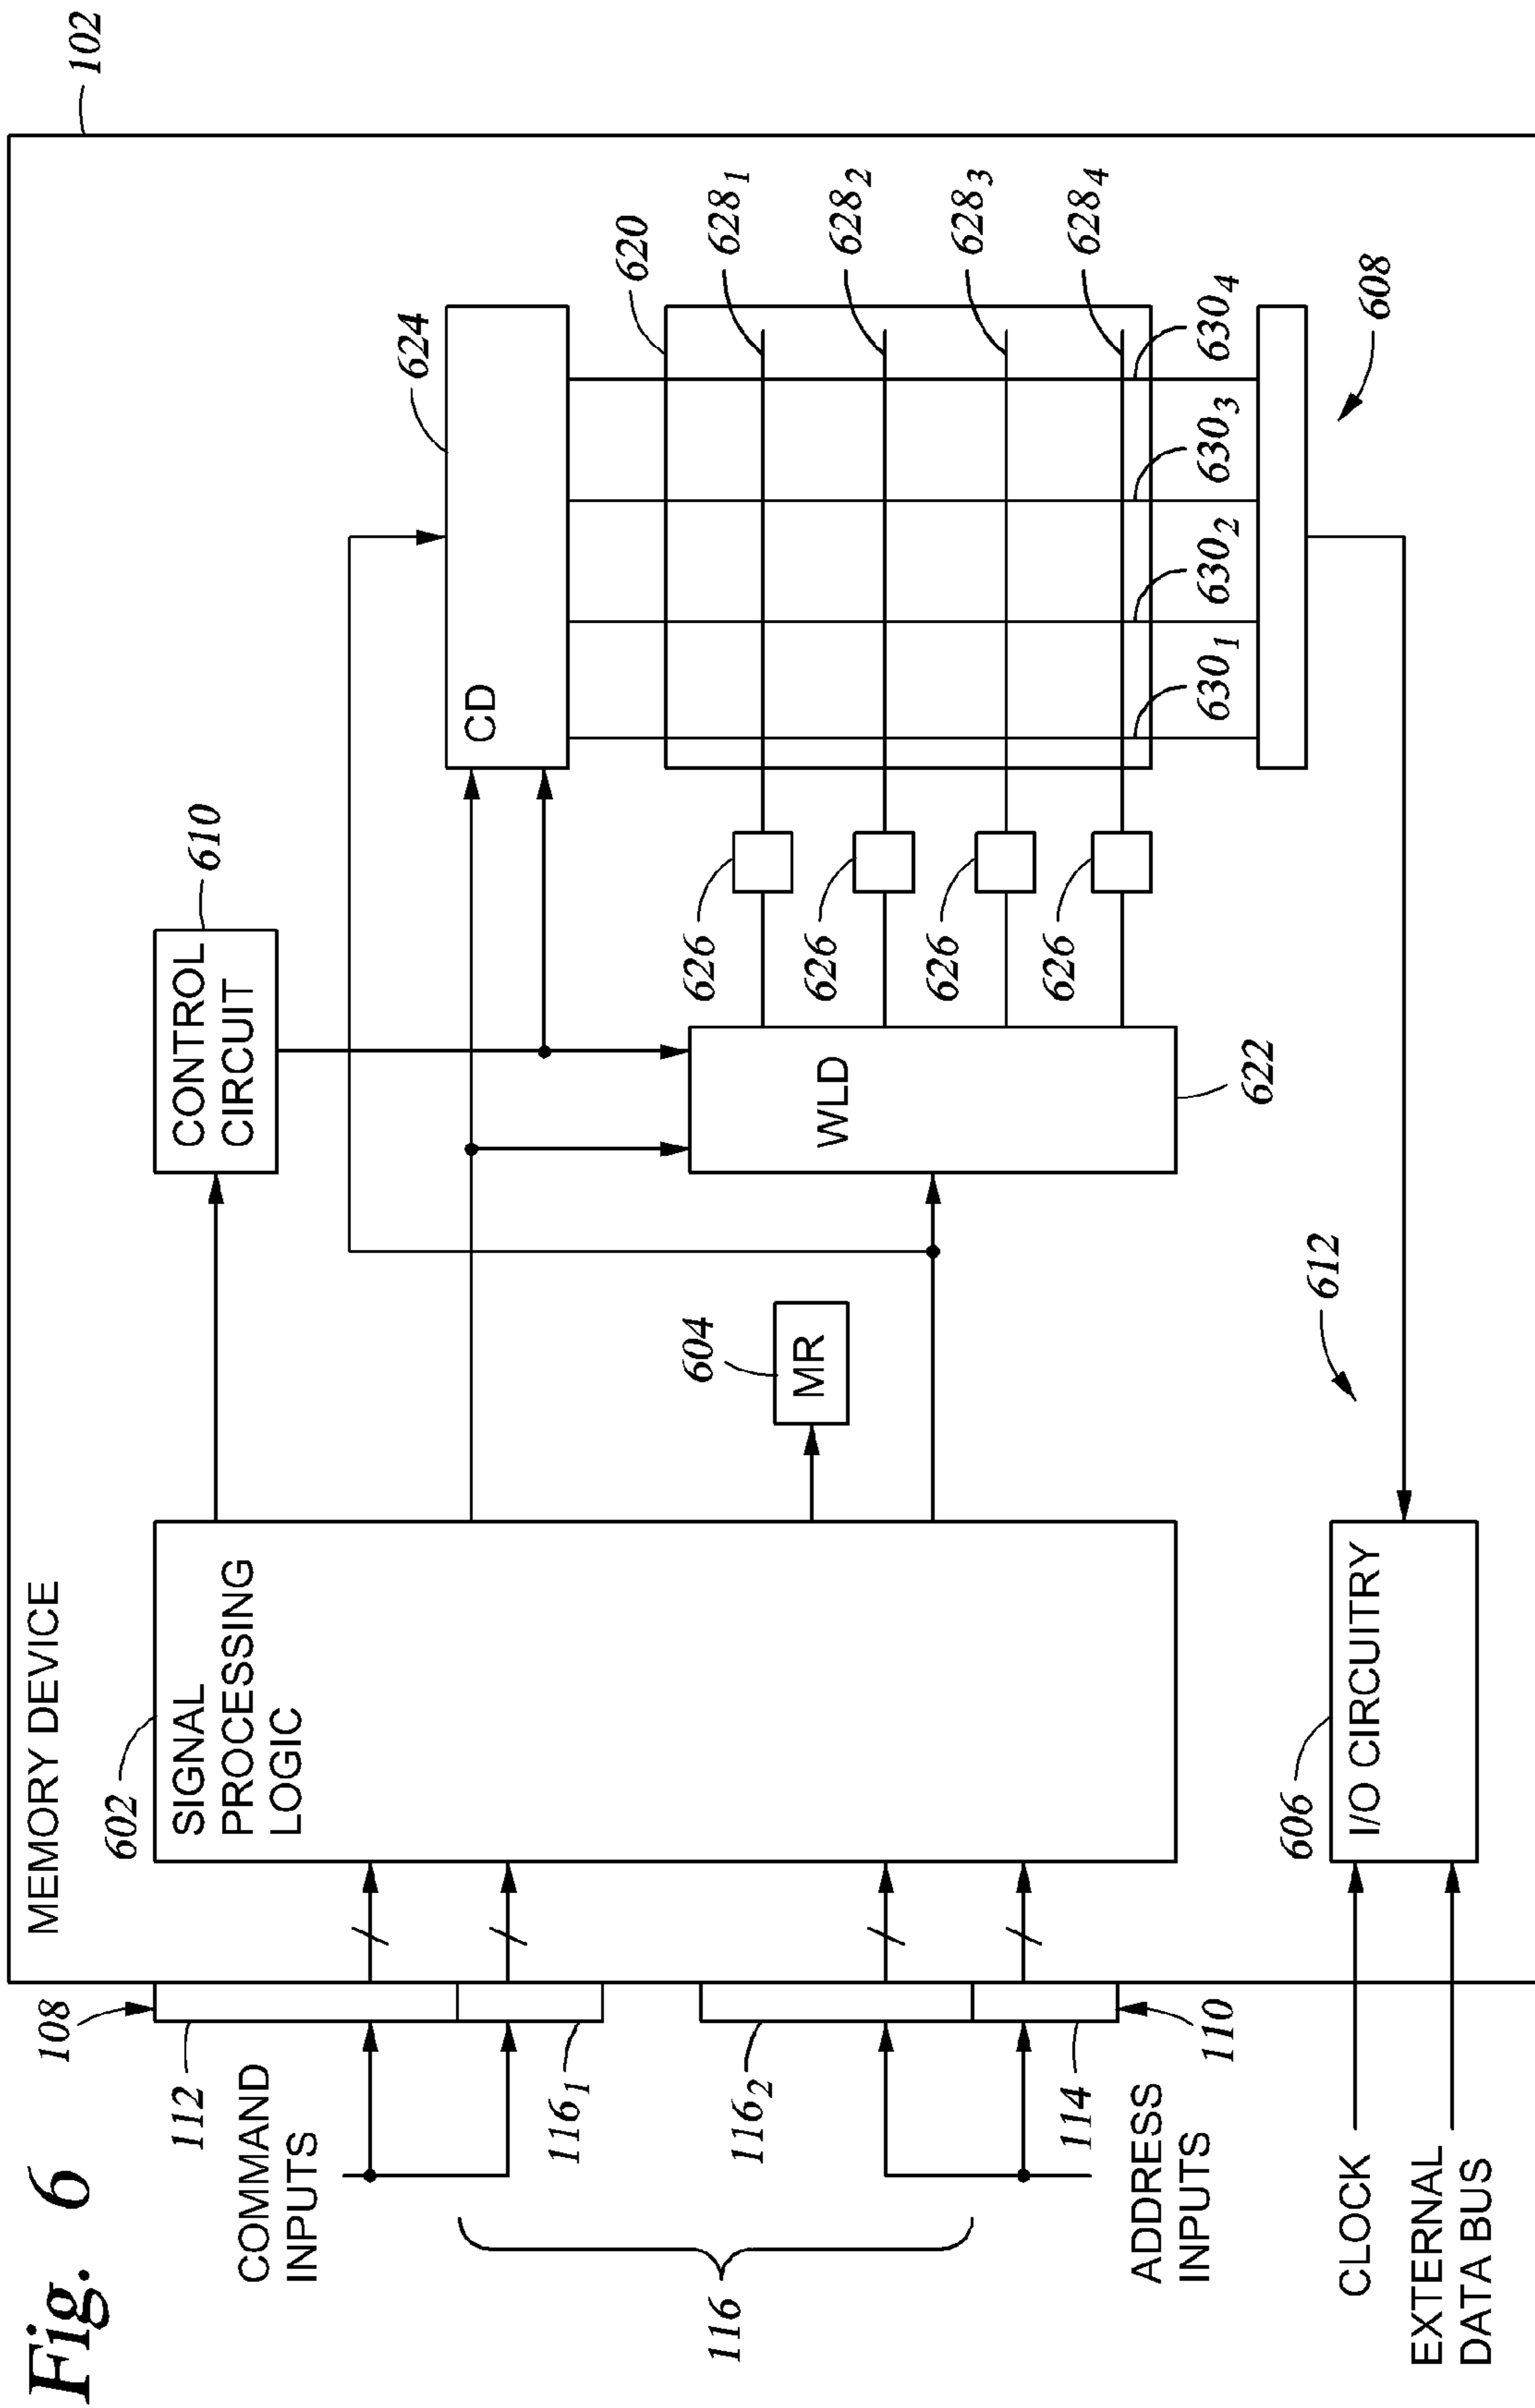 Fig. 6
MEMORY DEVICE
102
108
112
COMMAND
INPUTS
116₁
116
116₂
114
110
ADDRESS
INPUTS
CLOCK
EXTERNAL
DATA BUS
602
SIGNAL
PROCESSING
LOGIC
606
I/O CIRCUITRY
612
604
MR
610
CONTROL
CIRCUIT
WLD
622
626
626
626
626
624
CD
620
628₁
628₂
628₃
628₄
630₁
630₂
630₃
630₄
608